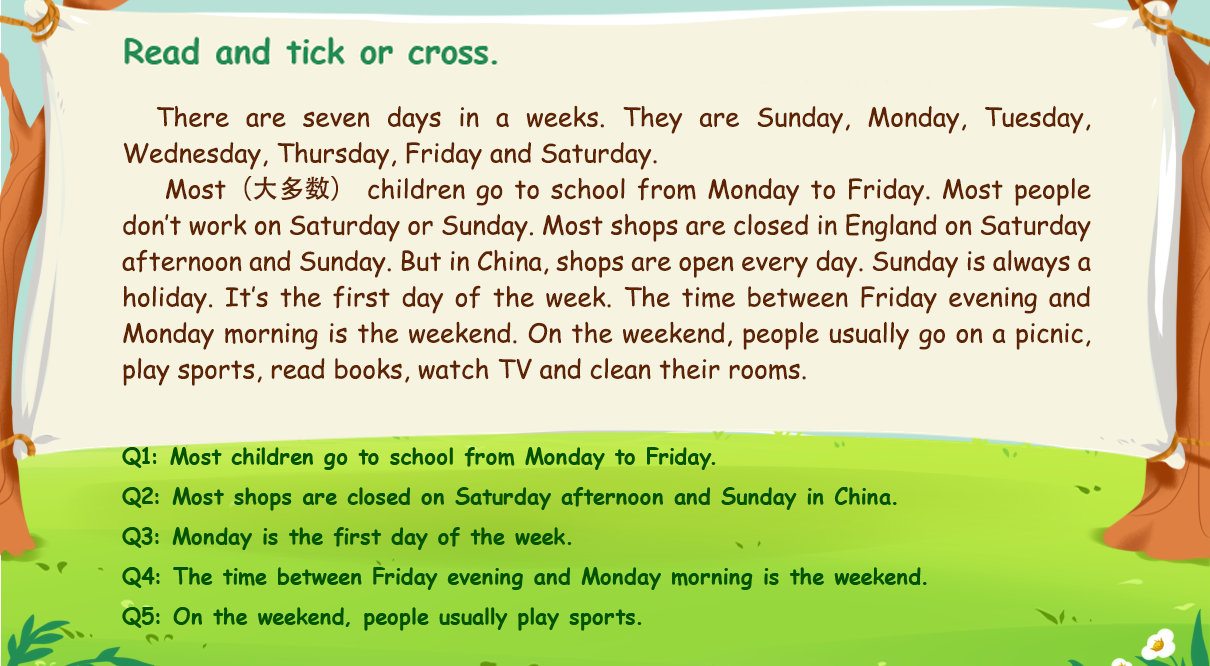 Read and tick or cross.
There are seven days in a weeks. They are Sunday, Monday, Tuesday,
Wednesday, Thursday, Friday and Saturday.
Most（大多数） children go to school from Monday to Friday. Most people
don't work on Saturday or Sunday. Most shops are closed in England on Saturday
afternoon and Sunday. But in China, shops are open every day. Sunday is always a
holiday. It's the first day of the week. The time between Friday evening and
Monday morning is the weekend. On the weekend, people usually go on a picnic,
play sports, read books, watch TV and clean their rooms.
Q1: Most children go to school from Monday to Friday.
Q2: Most shops are closed on Saturday afternoon and Sunday in China.
Q3: Monday is the first day of the week.
Q4: The time between Friday evening and Monday morning is the weekend.
Q5: On the weekend, people usually play sports.